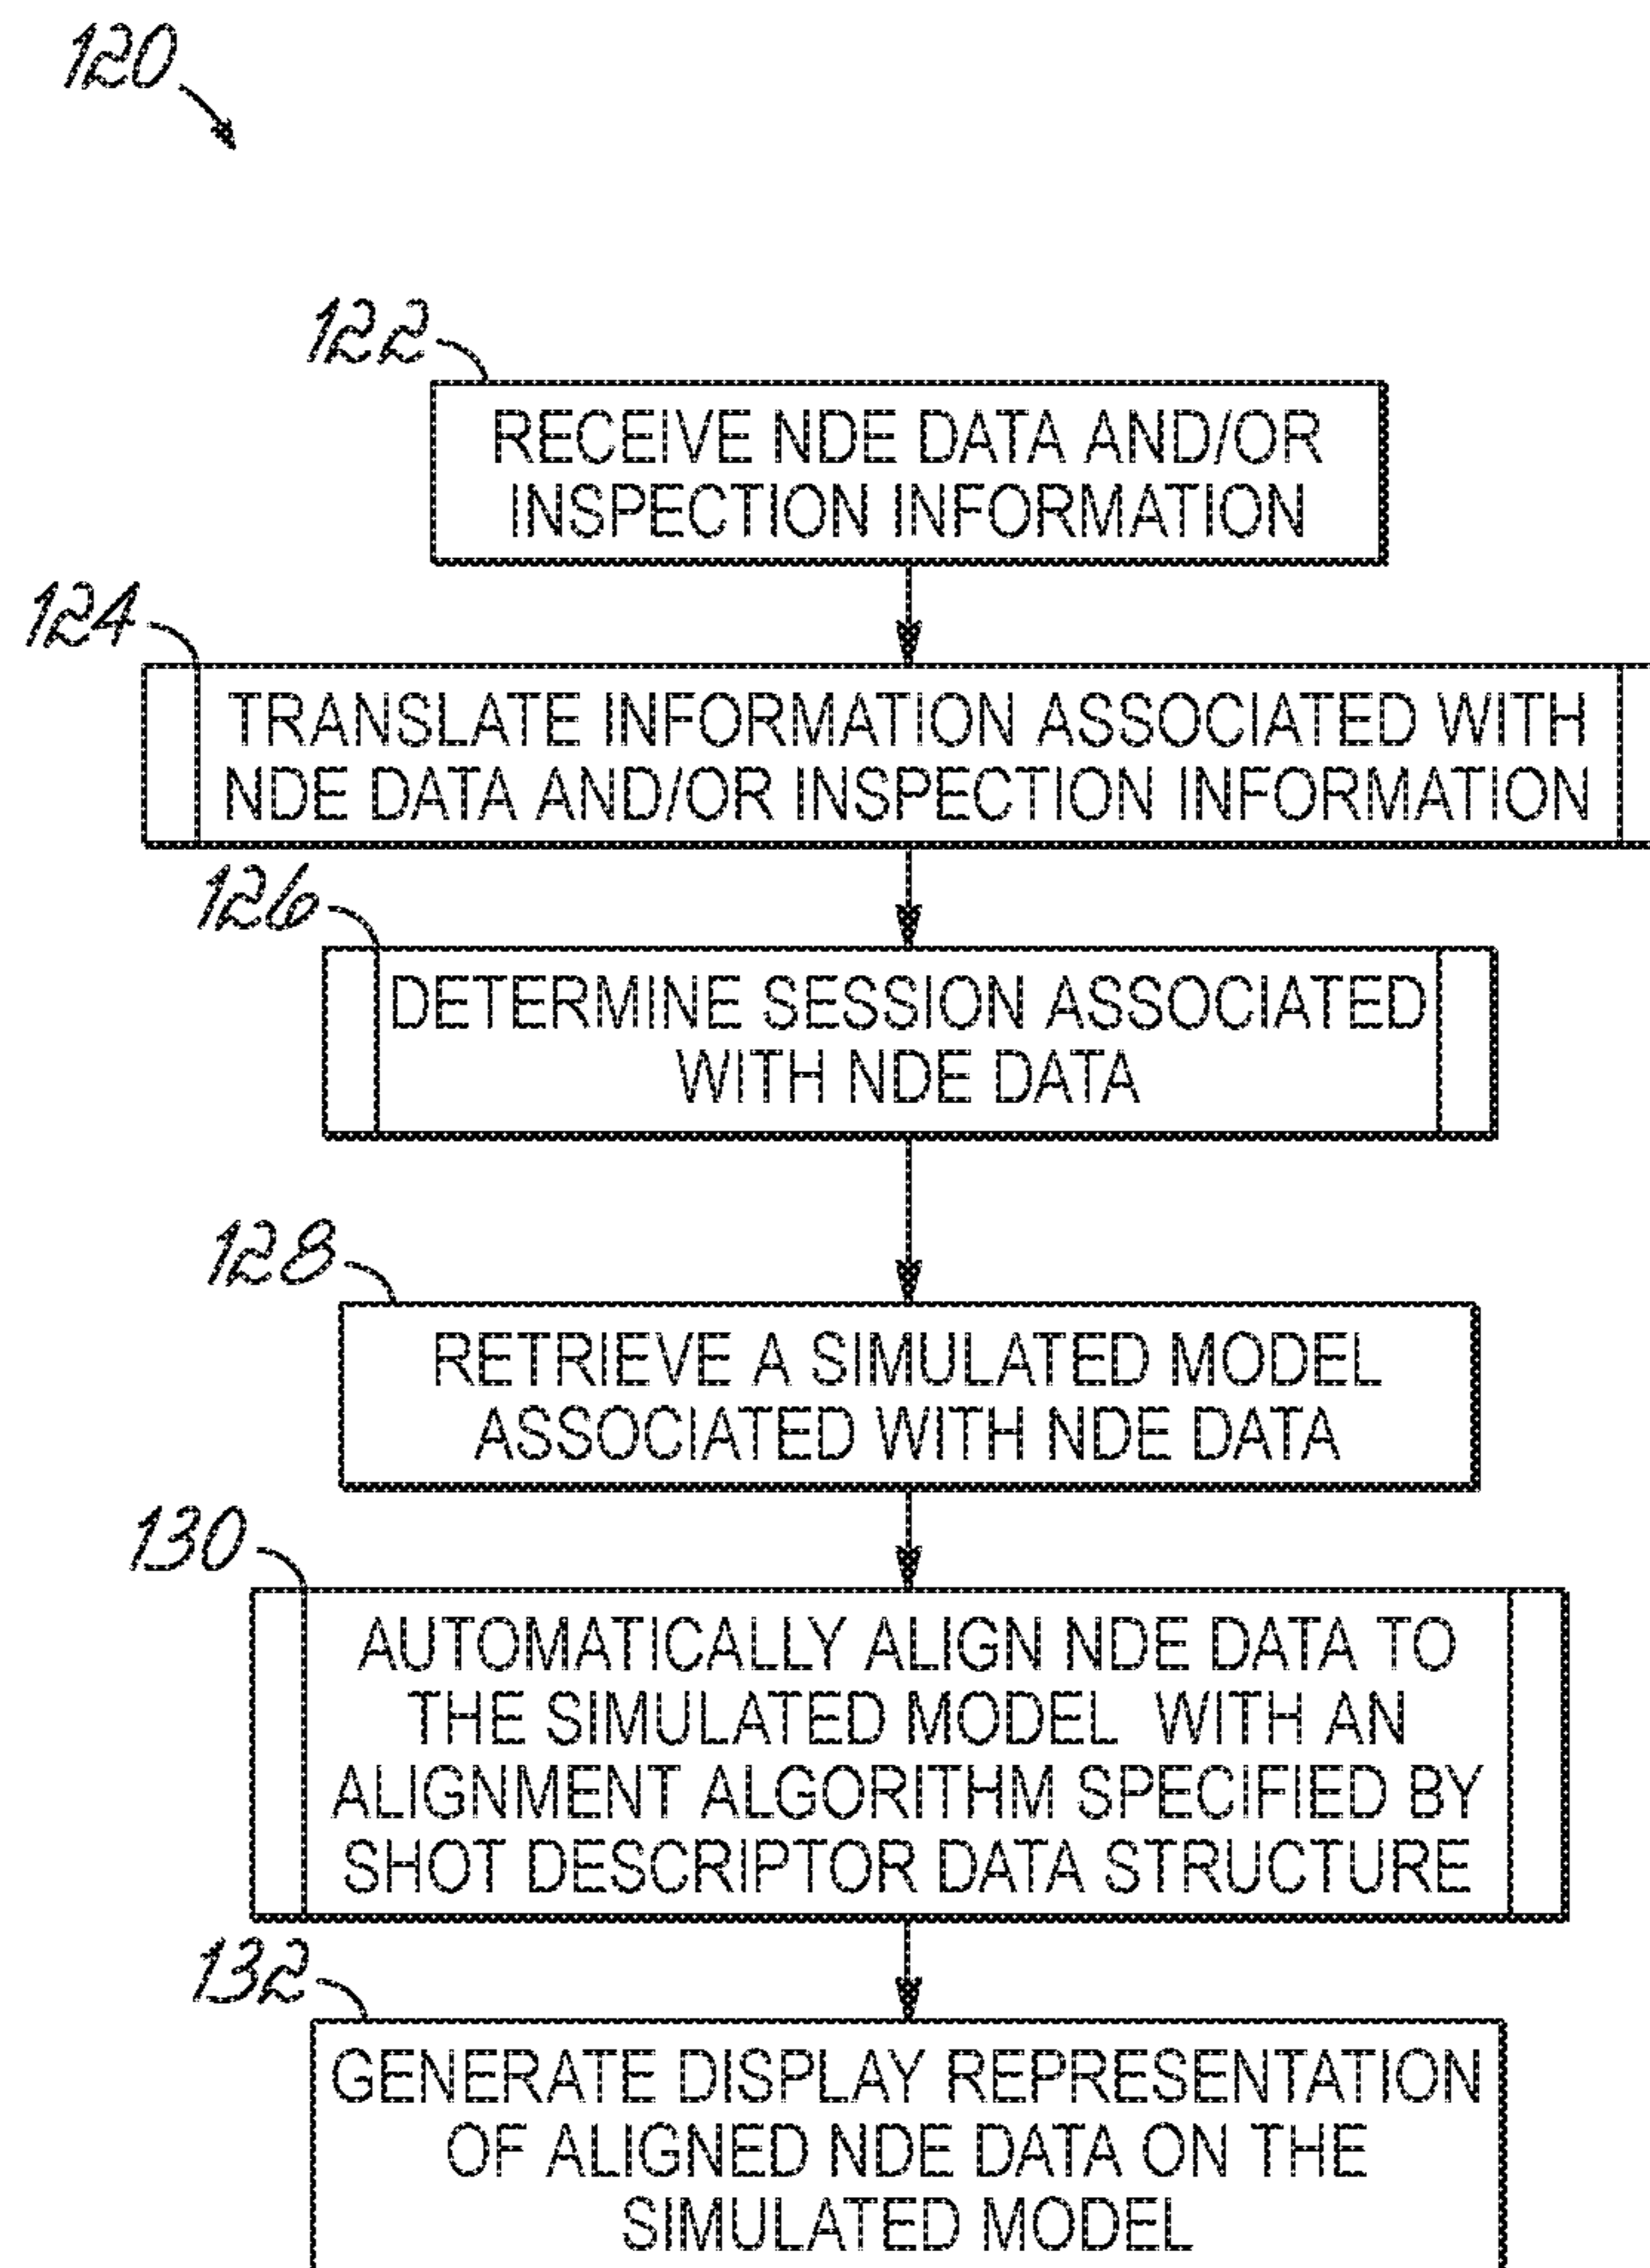 120
122
RECEIVE NDE DATA AND/OR
INSPECTION INFORMATION
124
TRANSLATE INFORMATION ASSOCIATED WITH
NDE DATA AND/OR INSPECTION INFORMATION
126
DETERMINE SESSION ASSOCIATED
WITH NDE DATA
128
RETRIEVE A SIMULATED MODEL
ASSOCIATED WITH NDE DATA
130
AUTOMATICALLY ALIGN NDE DATA TO
THE SIMULATED MODEL WITH AN
ALIGNMENT ALGORITHM SPECIFIED BY
SHOT DESCRIPTOR DATA STRUCTURE
132
GENERATE DISPLAY REPRESENTATION
OF ALIGNED NDE DATA ON THE
SIMULATED MODEL